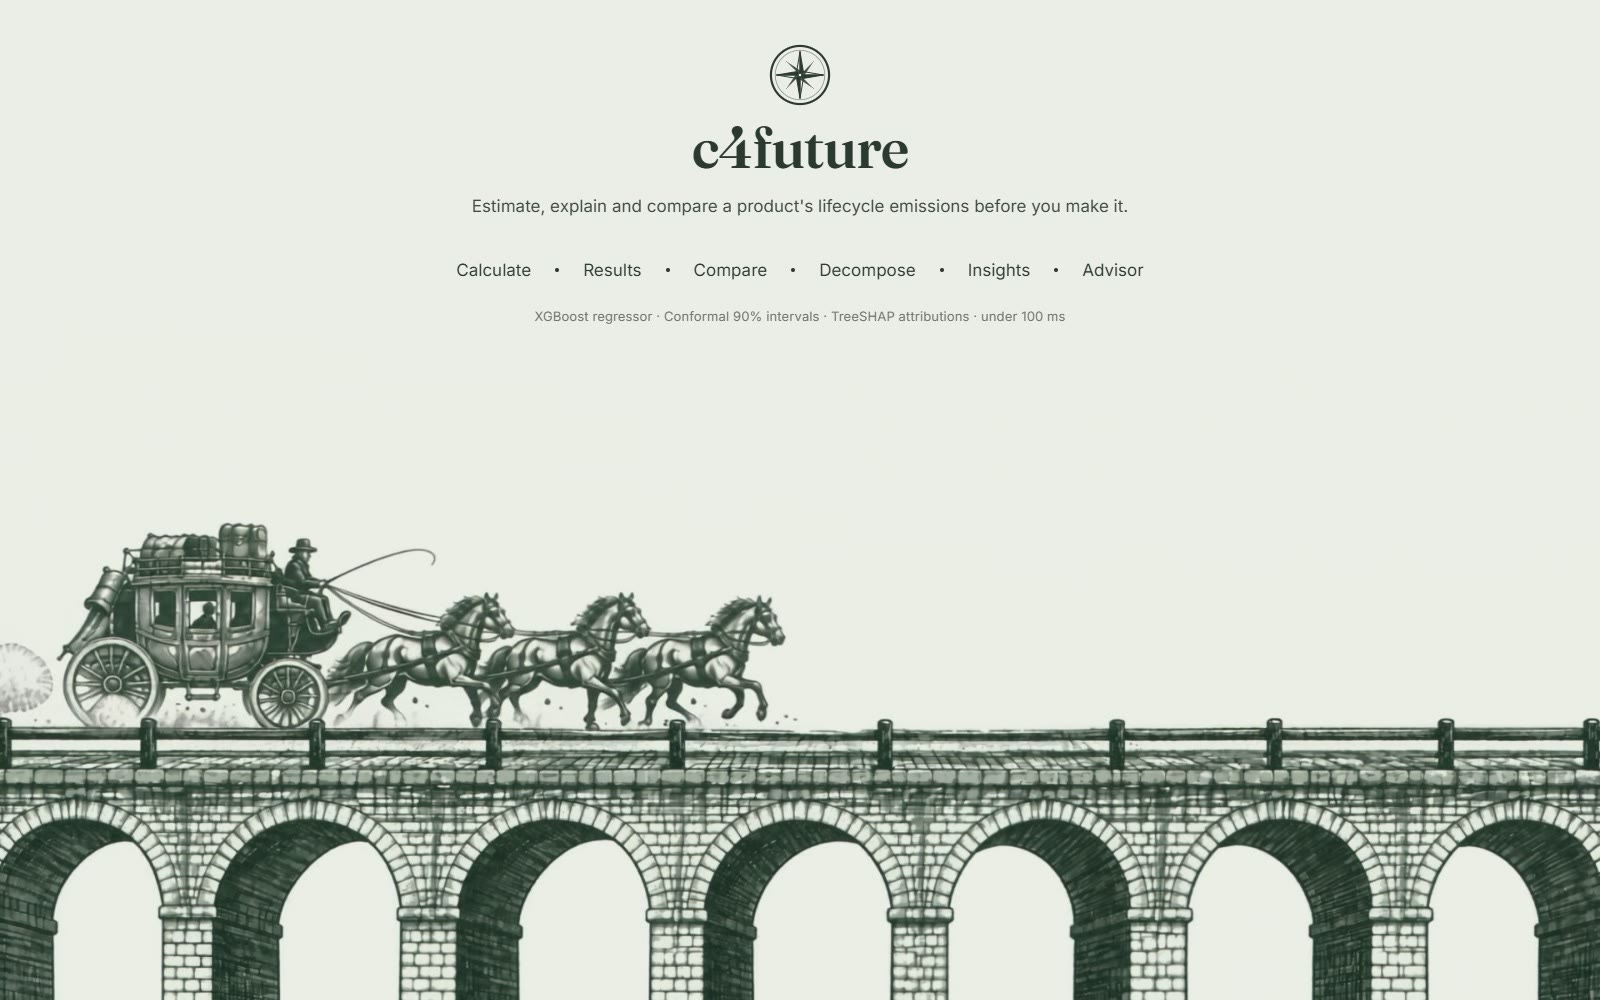 c4future
Estimate, explain and compare a product's lifecycle emissions before you make it.
Calculate • Results • Compare • Decompose • Insights • Advisor
XGBoost regressor · Conformal 90% intervals · TreeSHAP attributions · under 100 ms